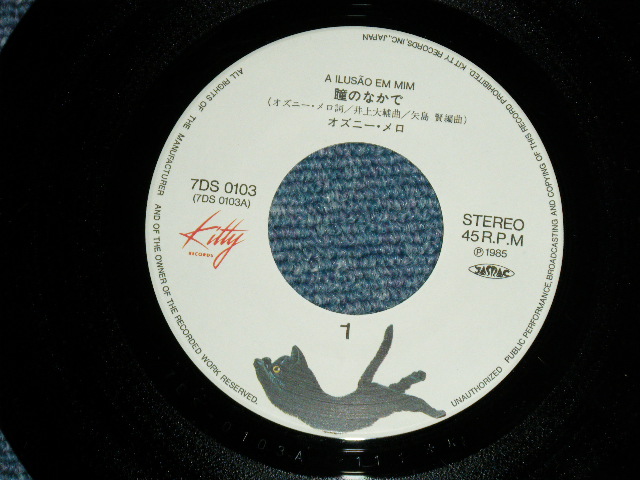 A ILUSÃO EM MIM
瞳のなかで
(オズニー・メロ詞/井上大輔曲/矢島 賢編曲)
オズニー・メロ
7DS 0103
(7DS 0103A)
Kitty
RECORDS
STEREO
45 R.P.M
Ⓟ1985
JASRAC
1
ALL RIGHTS OF THE MANUFACTURER AND OF THE OWNER OF THE RECORDED WORK RESERVED.
UNAUTHORIZED PUBLIC PERFORMANCE, BROADCASTING AND COPYING OF THIS RECORD PROHIBITED. KITTY RECORDS, INC., JAPAN